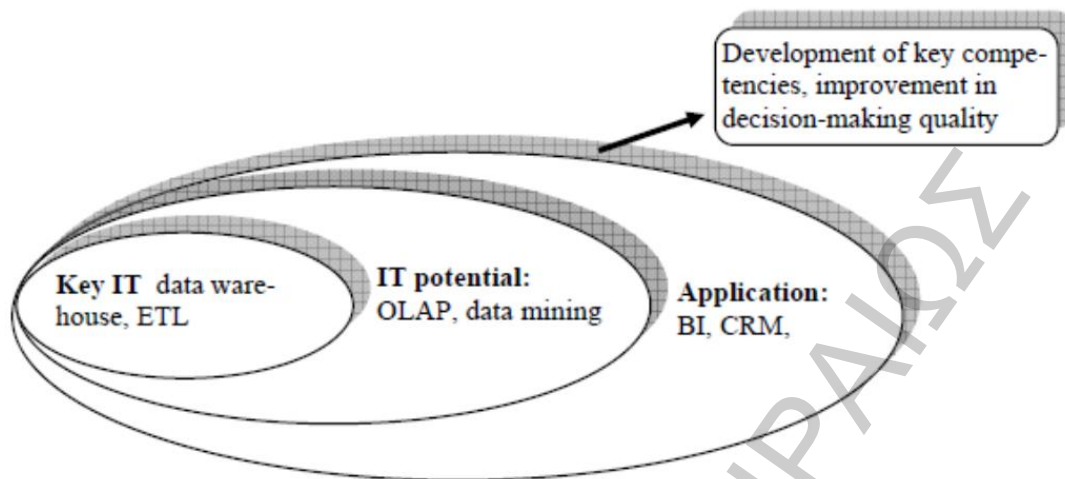 Development of key compe-
tencies, improvement in
decision-making quality
Key IT data ware-
house, ETL
IT potential:
OLAP, data mining
Application:
BI, CRM,
ΡΑΙΩΣ